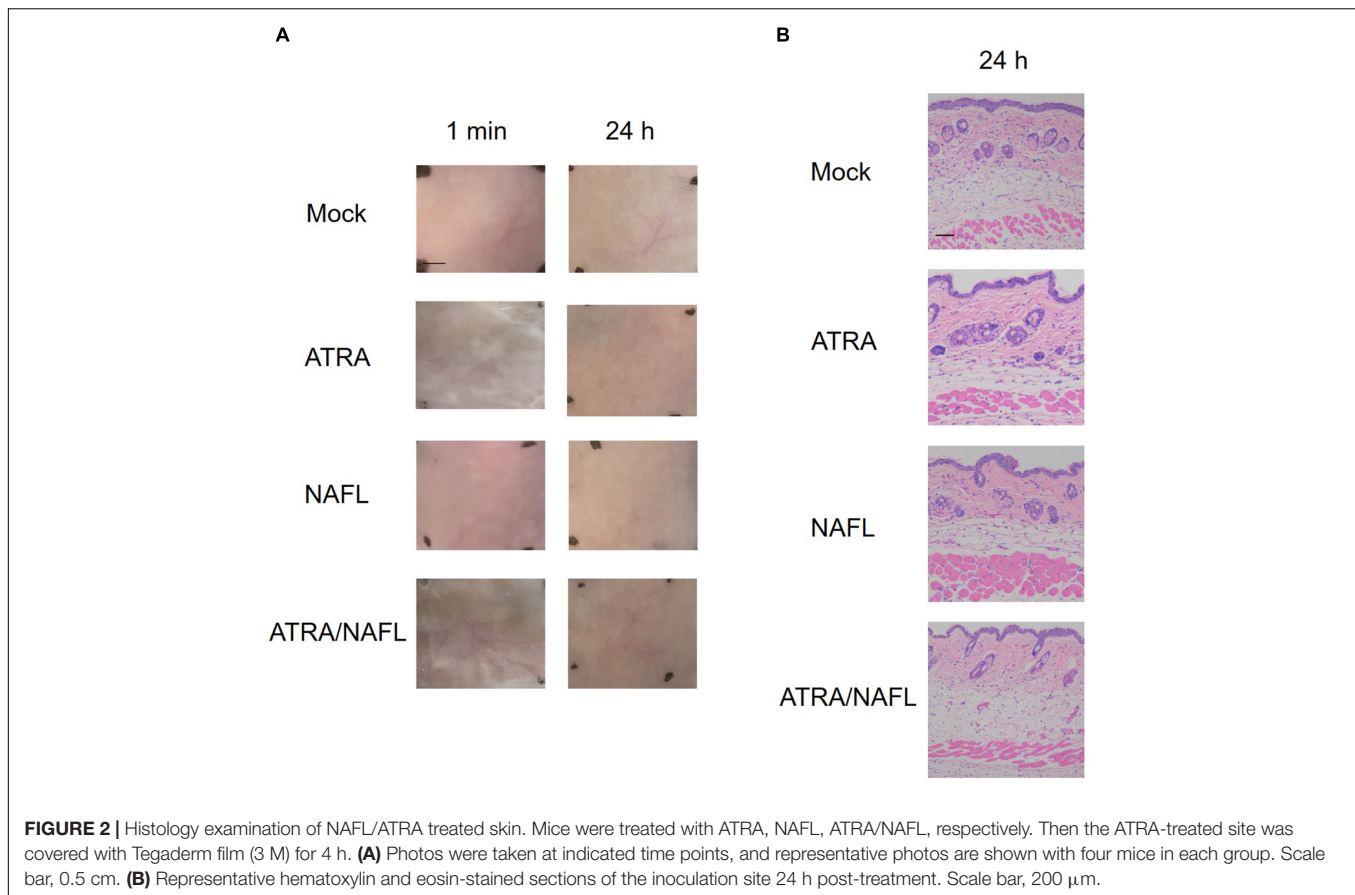 A
B
24 h
1 min
24 h
Mock
Mock
ATRA
ATRA
NAFL
NAFL
ATRA/NAFL
ATRA/NAFL
FIGURE 2 | Histology examination of NAFL/ATRA treated skin. Mice were treated with ATRA, NAFL, ATRA/NAFL, respectively. Then the ATRA-treated site was
covered with Tegaderm film (3 M) for 4 h. (A) Photos were taken at indicated time points, and representative photos are shown with four mice in each group. Scale
bar, 0.5 cm. (B) Representative hematoxylin and eosin-stained sections of the inoculation site 24 h post-treatment. Scale bar, 200 μm.